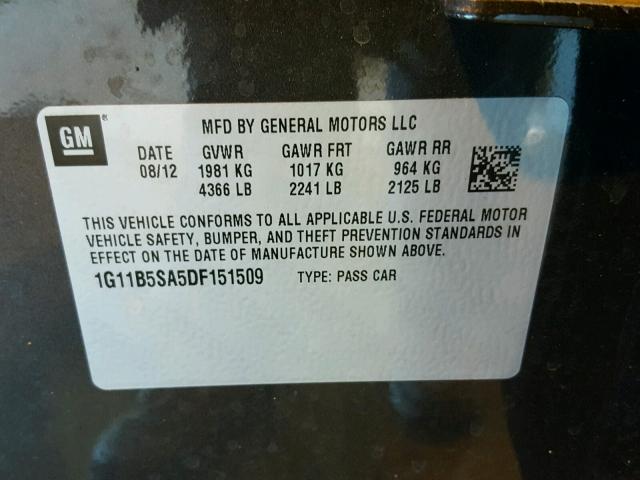 GM
MFD BY GENERAL MOTORS LLC
DATE GVWR GAWR FRT GAWR RR
08/12 1981 KG 1017 KG 964 KG
4366 LB 2241 LB 2125 LB
THIS VEHICLE CONFORMS TO ALL APPLICABLE U.S. FEDERAL MOTOR
VEHICLE SAFETY, BUMPER, AND THEFT PREVENTION STANDARDS IN
EFFECT ON THE DATE OF MANUFACTURE SHOWN ABOVE.
1G11B5SA5DF151509 TYPE: PASS CAR